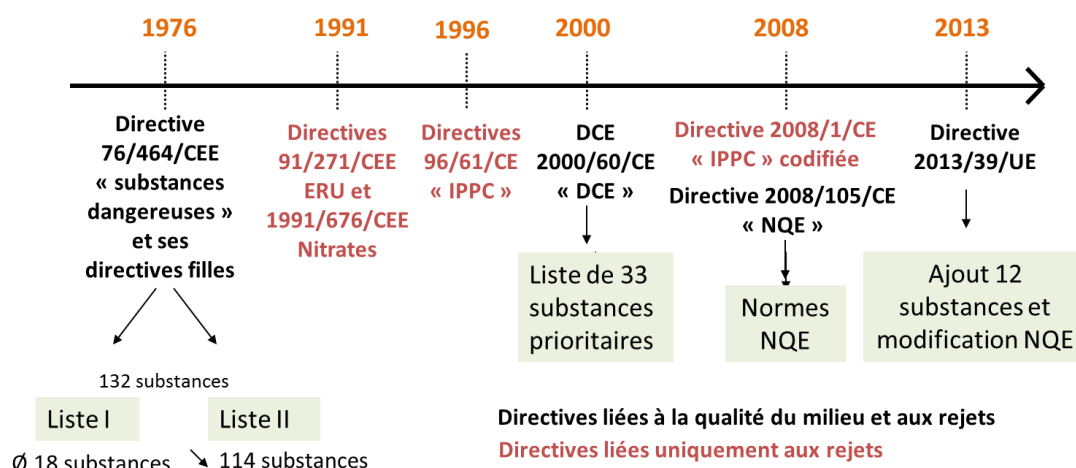 1976
1991
1996
2000
2008
2013
Directive
76/464/CEE
« substances
dangereuses »
et ses
directives filles
Directives
91/271/CEE
ERU et
1991/676/CEE
Nitrates
Directives
96/61/CE
« IPPC »
DCE
2000/60/CE
« DCE »
Directive 2008/1/CE
« IPPC » codifiée
Directive 2008/105/CE
« NQE »
Directive
2013/39/UE
Liste de 33
substances
prioritaires
Normes
NQE
Ajout 12
substances et
modification NQE
132 substances
Liste I
Liste II
Ø 18 substances
114 substances
Directives liées à la qualité du milieu et aux rejets
Directives liées uniquement aux rejets